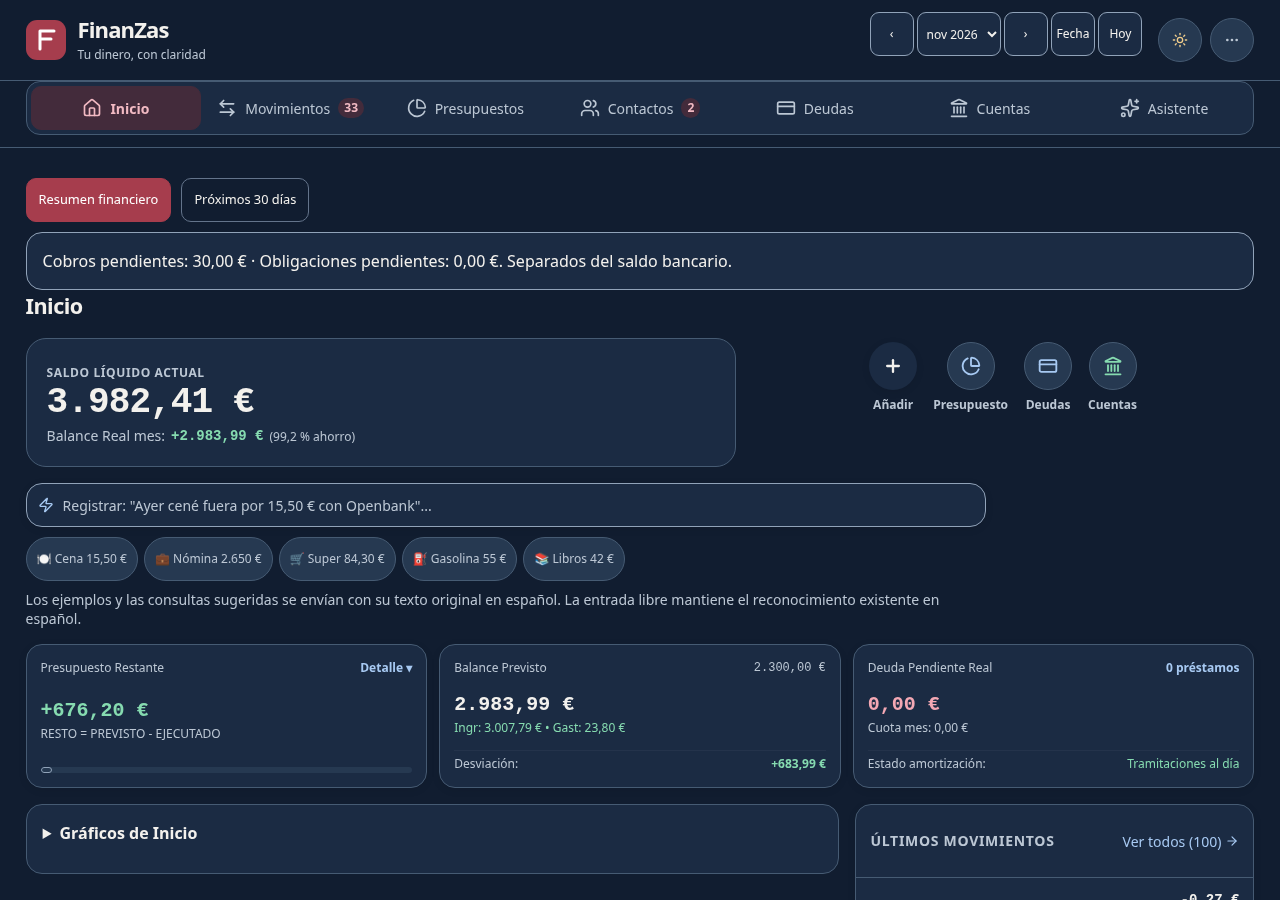 FinanZas
Tu dinero, con claridad
‹
nov 2026
›
Fecha
Hoy
Inicio
Movimientos 33
Presupuestos
Contactos 2
Deudas
Cuentas
Asistente
Resumen financiero
Próximos 30 días
Cobros pendientes: 30,00 € · Obligaciones pendientes: 0,00 €. Separados del saldo bancario.
Inicio
SALDO LÍQUIDO ACTUAL
3.982,41 €
Balance Real mes: +2.983,99 € (99,2 % ahorro)
Añadir
Presupuesto
Deudas
Cuentas
Registrar: "Ayer cené fuera por 15,50 € con Openbank"...
Cena 15,50 €
Nómina 2.650 €
Super 84,30 €
Gasolina 55 €
Libros 42 €
Los ejemplos y las consultas sugeridas se envían con su texto original en español. La entrada libre mantiene el reconocimiento existente en
español.
Presupuesto Restante
Detalle ▾
+676,20 €
RESTO = PREVISTO - EJECUTADO
Balance Previsto
2.300,00 €
2.983,99 €
Ingr: 3.007,79 € • Gast: 23,80 €
Desviación:
+683,99 €
Deuda Pendiente Real
0 préstamos
0,00 €
Cuota mes: 0,00 €
Estado amortización:
Tramitaciones al día
Gráficos de Inicio
ÚLTIMOS MOVIMIENTOS
Ver todos (100)
-0,27 €